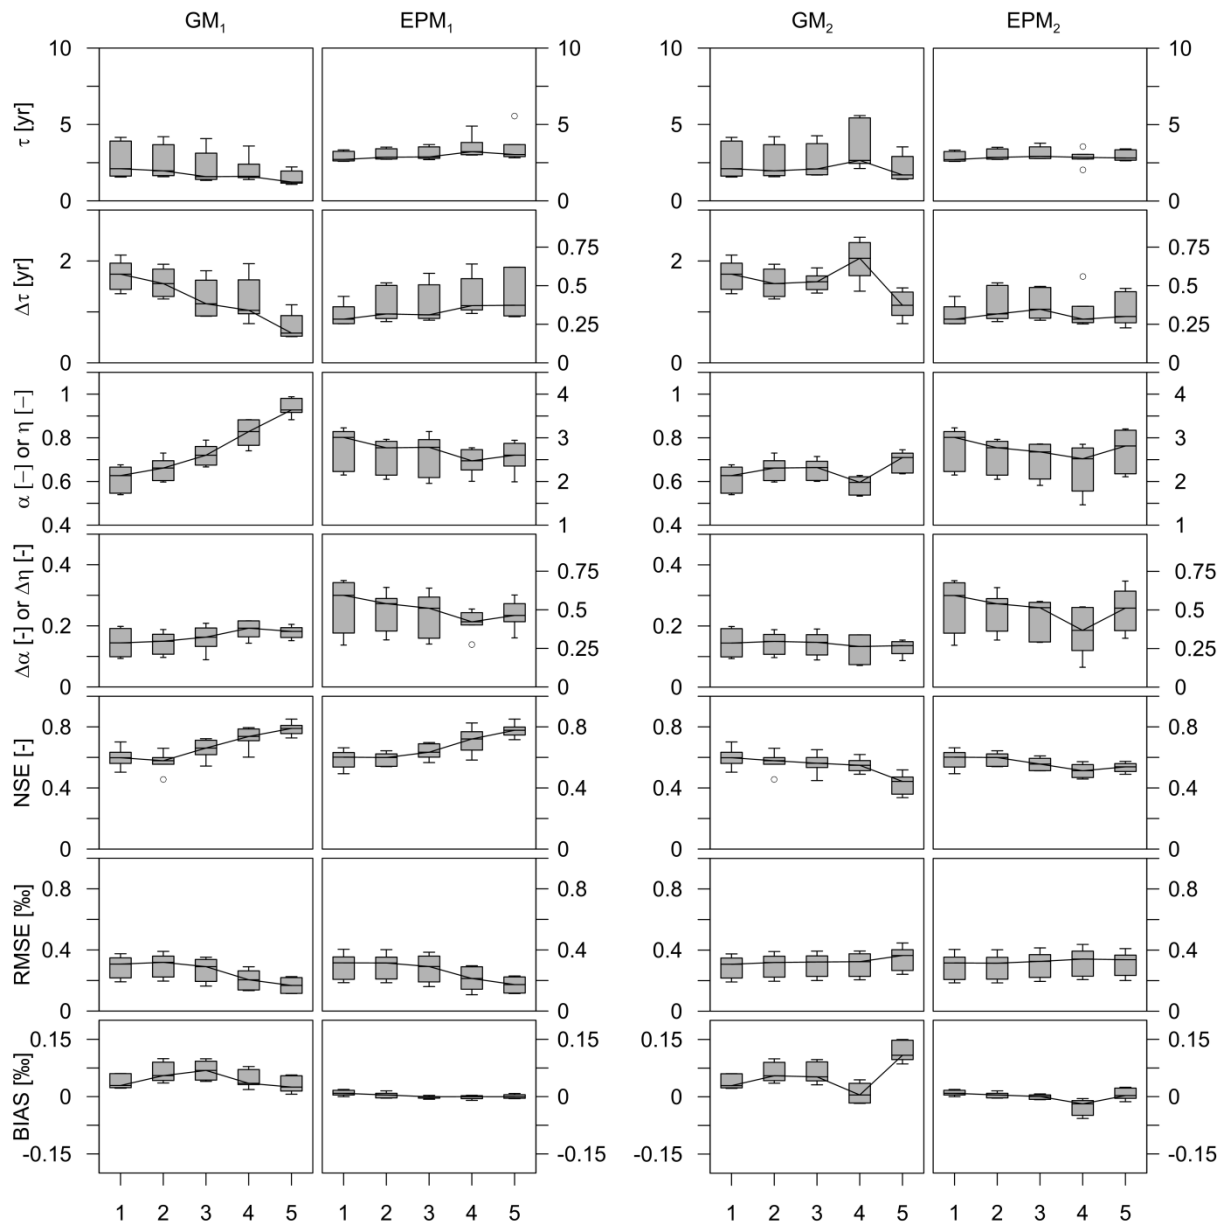 GM₁ EPM₁ GM₂ EPM₂
10 10 10 10
τ [yr] 5 5 5 5
0 0 0 0
Δτ [yr] 2 0.75 2 0.75
0.5 0.5
0.25 0.25
0 0 0 0
α [−] or η [−] 1 4 1 4
0.8 3 0.8 3
0.6 2 0.6 2
0.4 1 0.4 1
Δα [-] or Δη [-] 0.4 0.75 0.4 0.75
0.2 0.5 0.2 0.5
0.25 0.25
0 0 0 0
NSE [-] 0.8 0.8 0.8 0.8
0.4 0.4 0.4 0.4
0 0 0 0
RMSE [‰] 0.8 0.8 0.8 0.8
0.4 0.4 0.4 0.4
0 0 0 0
BIAS [‰] 0.15 0.15 0.15 0.15
0 0 0 0
-0.15 -0.15 -0.15 -0.15
1 2 3 4 5 1 2 3 4 5 1 2 3 4 5 1 2 3 4 5